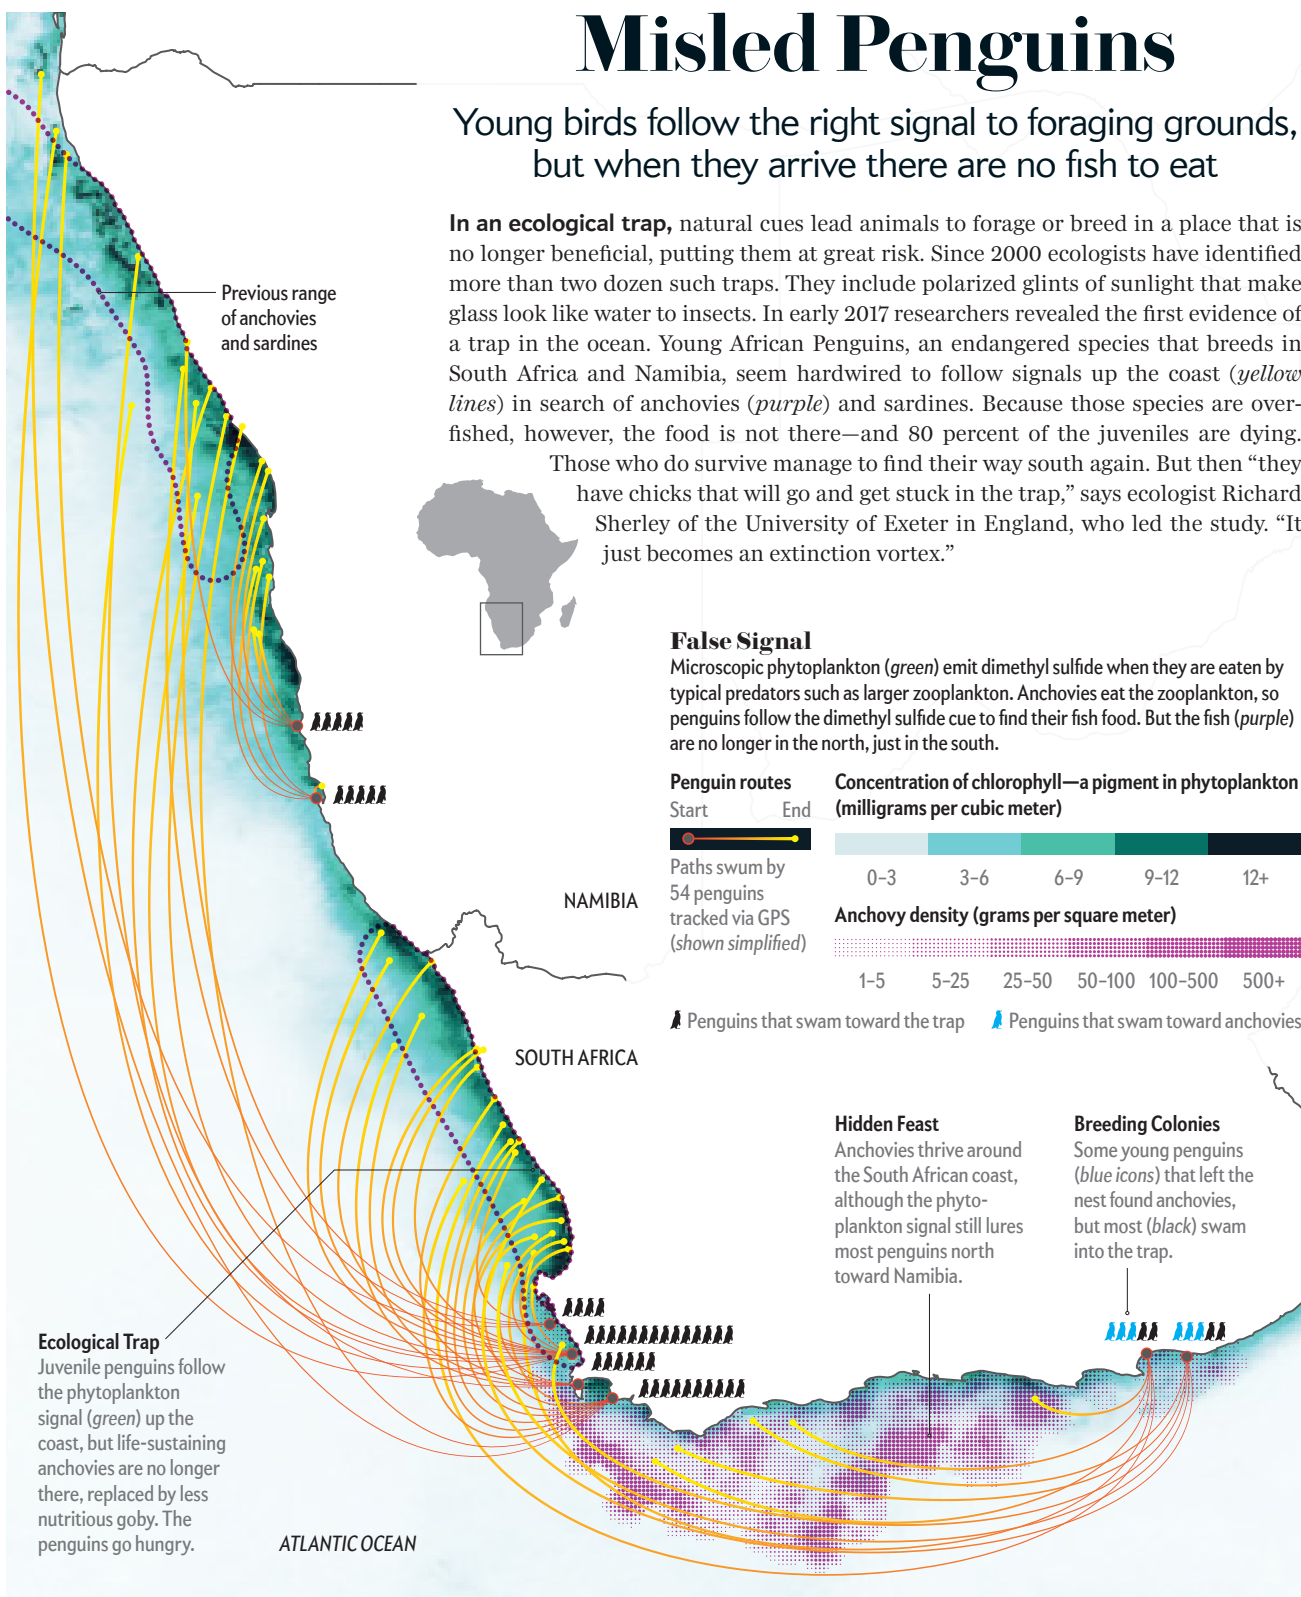 Misled Penguins
Young birds follow the right signal to foraging grounds,
but when they arrive there are no fish to eat
In an ecological trap, natural cues lead animals to forage or breed in a place that is
no longer beneficial, putting them at great risk. Since 2000 ecologists have identified
more than two dozen such traps. They include polarized glints of sunlight that make
glass look like water to insects. In early 2017 researchers revealed the first evidence of
a trap in the ocean. Young African Penguins, an endangered species that breeds in
South Africa and Namibia, seem hardwired to follow signals up the coast (yellow
lines) in search of anchovies (purple) and sardines. Because those species are over-
fished, however, the food is not there—and 80 percent of the juveniles are dying.
Those who do survive manage to find their way south again. But then “they
have chicks that will go and get stuck in the trap,” says ecologist Richard
Sherley of the University of Exeter in England, who led the study. “It
just becomes an extinction vortex.”
Previous range
of anchovies
and sardines
False Signal
Microscopic phytoplankton (green) emit dimethyl sulfide when they are eaten by
typical predators such as larger zooplankton. Anchovies eat the zooplankton, so
penguins follow the dimethyl sulfide cue to find their fish food. But the fish (purple)
are no longer in the north, just in the south.
Penguin routes
Start End
Paths swum by
54 penguins
tracked via GPS
(shown simplified)
Concentration of chlorophyll—a pigment in phytoplankton
(milligrams per cubic meter)
0–3 3–6 6–9 9–12 12+
Anchovy density (grams per square meter)
1–5 5–25 25–50 50–100 100–500 500+
Penguins that swam toward the trap
Penguins that swam toward anchovies
NAMIBIA
SOUTH AFRICA
Hidden Feast
Anchovies thrive around
the South African coast,
although the phyto-
plankton signal still lures
most penguins north
toward Namibia.
Breeding Colonies
Some young penguins
(blue icons) that left the
nest found anchovies,
but most (black) swam
into the trap.
Ecological Trap
Juvenile penguins follow
the phytoplankton
signal (green) up the
coast, but life-sustaining
anchovies are no longer
there, replaced by less
nutritious goby. The
penguins go hungry.
ATLANTIC OCEAN